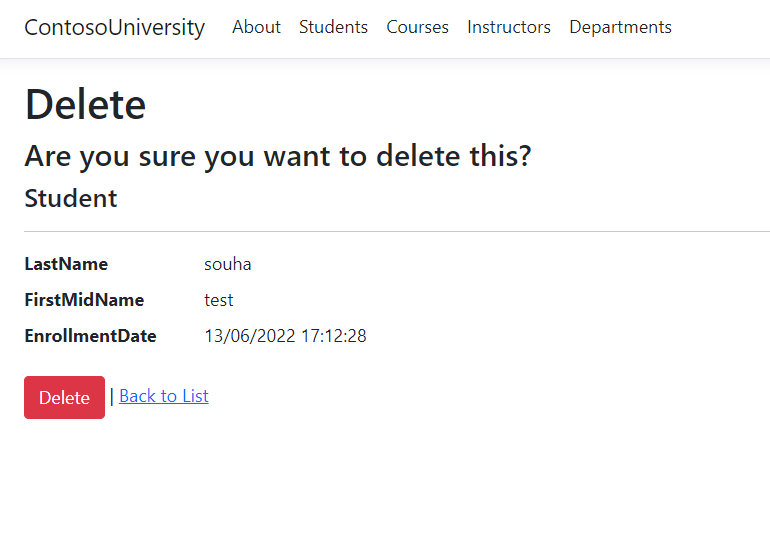 ContosoUniversity About Students Courses Instructors Departments
Delete
Are you sure you want to delete this?
Student
LastName souha
FirstMidName test
EnrollmentDate 13/06/2022 17:12:28
Delete | Back to List